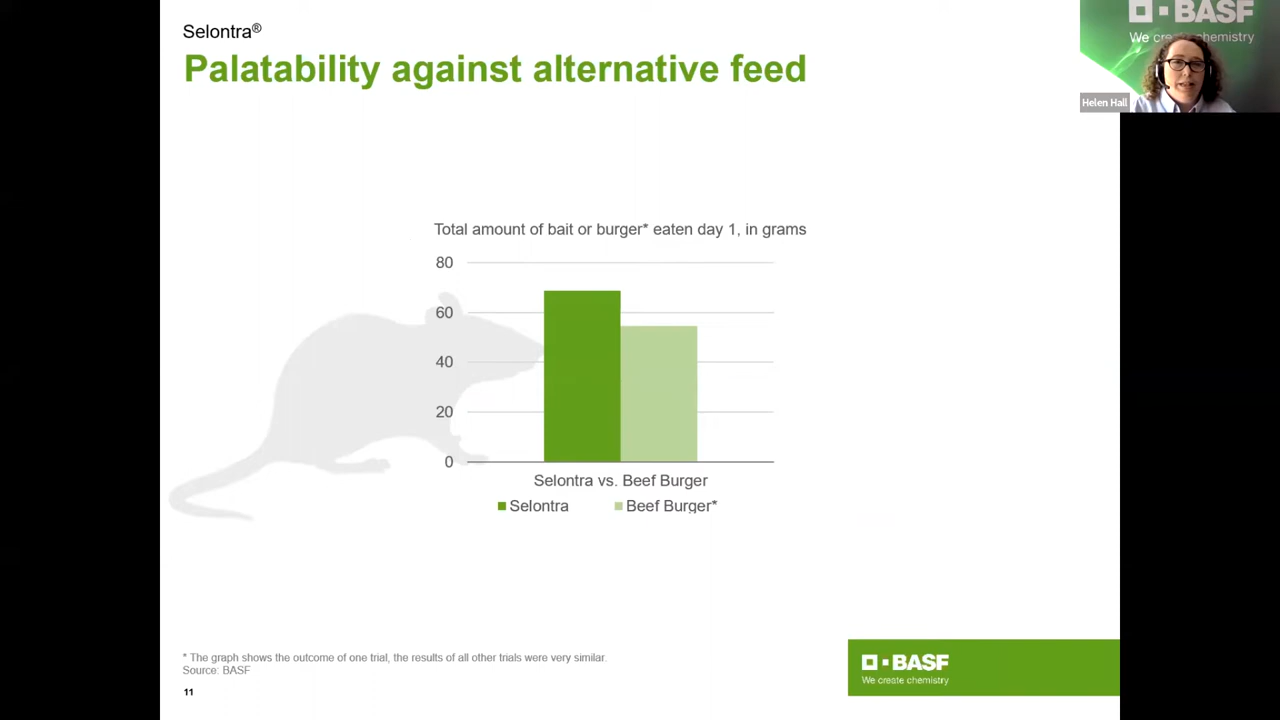 Selontra®
Palatability against alternative feed
BASF
We create chemistry
Helen Hall
Total amount of bait or burger* eaten day 1, in grams
80
60
40
20
0
Selontra vs. Beef Burger
Selontra
Beef Burger*
* The graph shows the outcome of one trial, the results of all other trials were very similar.
Source: BASF
11
BASF
We create chemistry